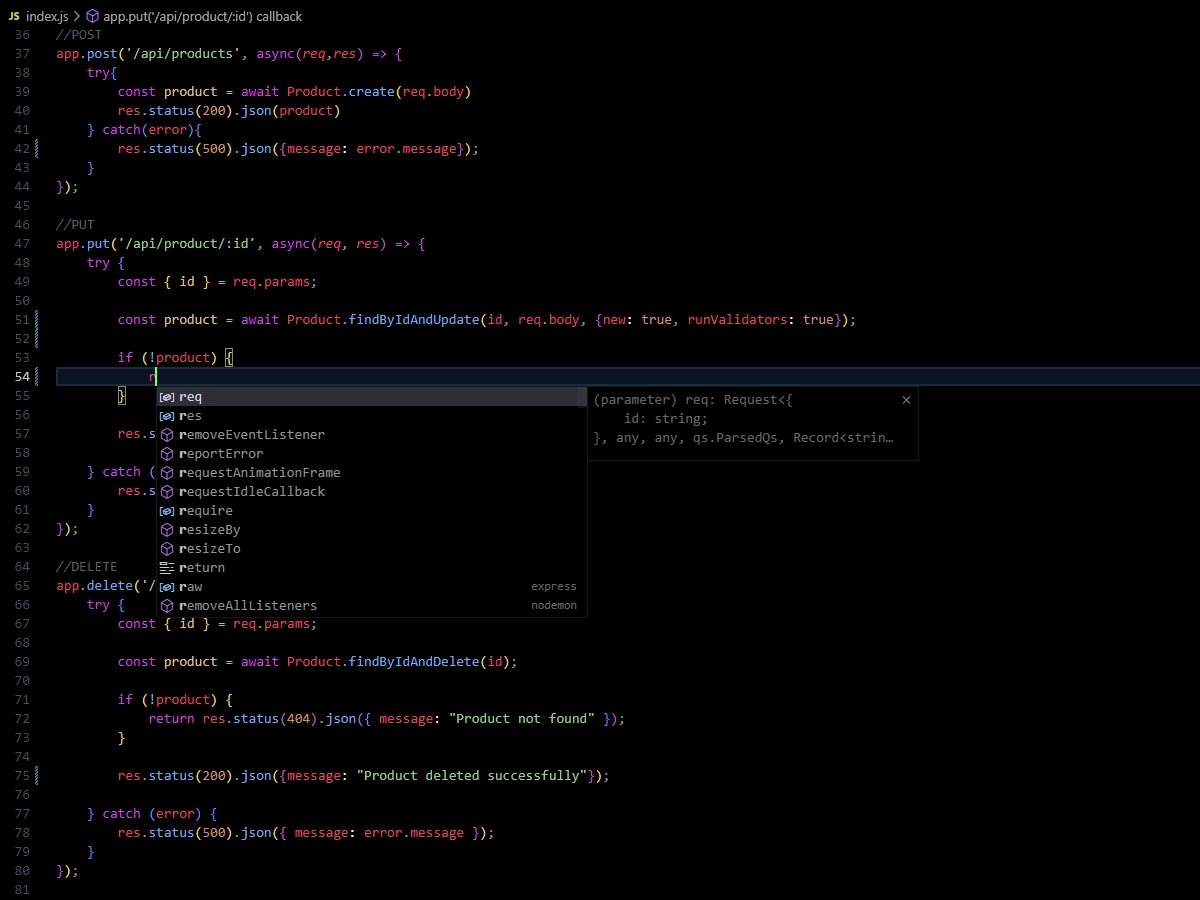 JS index.js > app.put('/api/product/:id') callback
36 //POST
37 app.post('/api/products', async(req,res) => {
38 try{
39 const product = await Product.create(req.body)
40 res.status(200).json(product)
41 } catch(error){
42 res.status(500).json({message: error.message});
43 }
44 });
45
46 //PUT
47 app.put('/api/product/:id', async(req, res) => {
48 try {
49 const { id } = req.params;
50
51 const product = await Product.findByIdAndUpdate(id, req.body, {new: true, runValidators: true});
52
53 if (!product) {
54 r
55 }
req
(parameter) req: Request<{
res
id: string;
56
57 res.s
removeEventListener
}, any, any, qs.ParsedQs, Record<strin…
58
reportError
59 } catch (
requestAnimationFrame
60 res.s
requestIdleCallback
61 }
require
62 });
resizeBy
63
resizeTo
64 //DELETE
return
65 app.delete('/
raw express
66 try {
removeAllListeners nodemon
67 const { id } = req.params;
68
69 const product = await Product.findByIdAndDelete(id);
70
71 if (!product) {
72 return res.status(404).json({ message: "Product not found" });
73 }
74
75 res.status(200).json({message: "Product deleted successfully"});
76
77 } catch (error) {
78 res.status(500).json({ message: error.message });
79 }
80 });
81